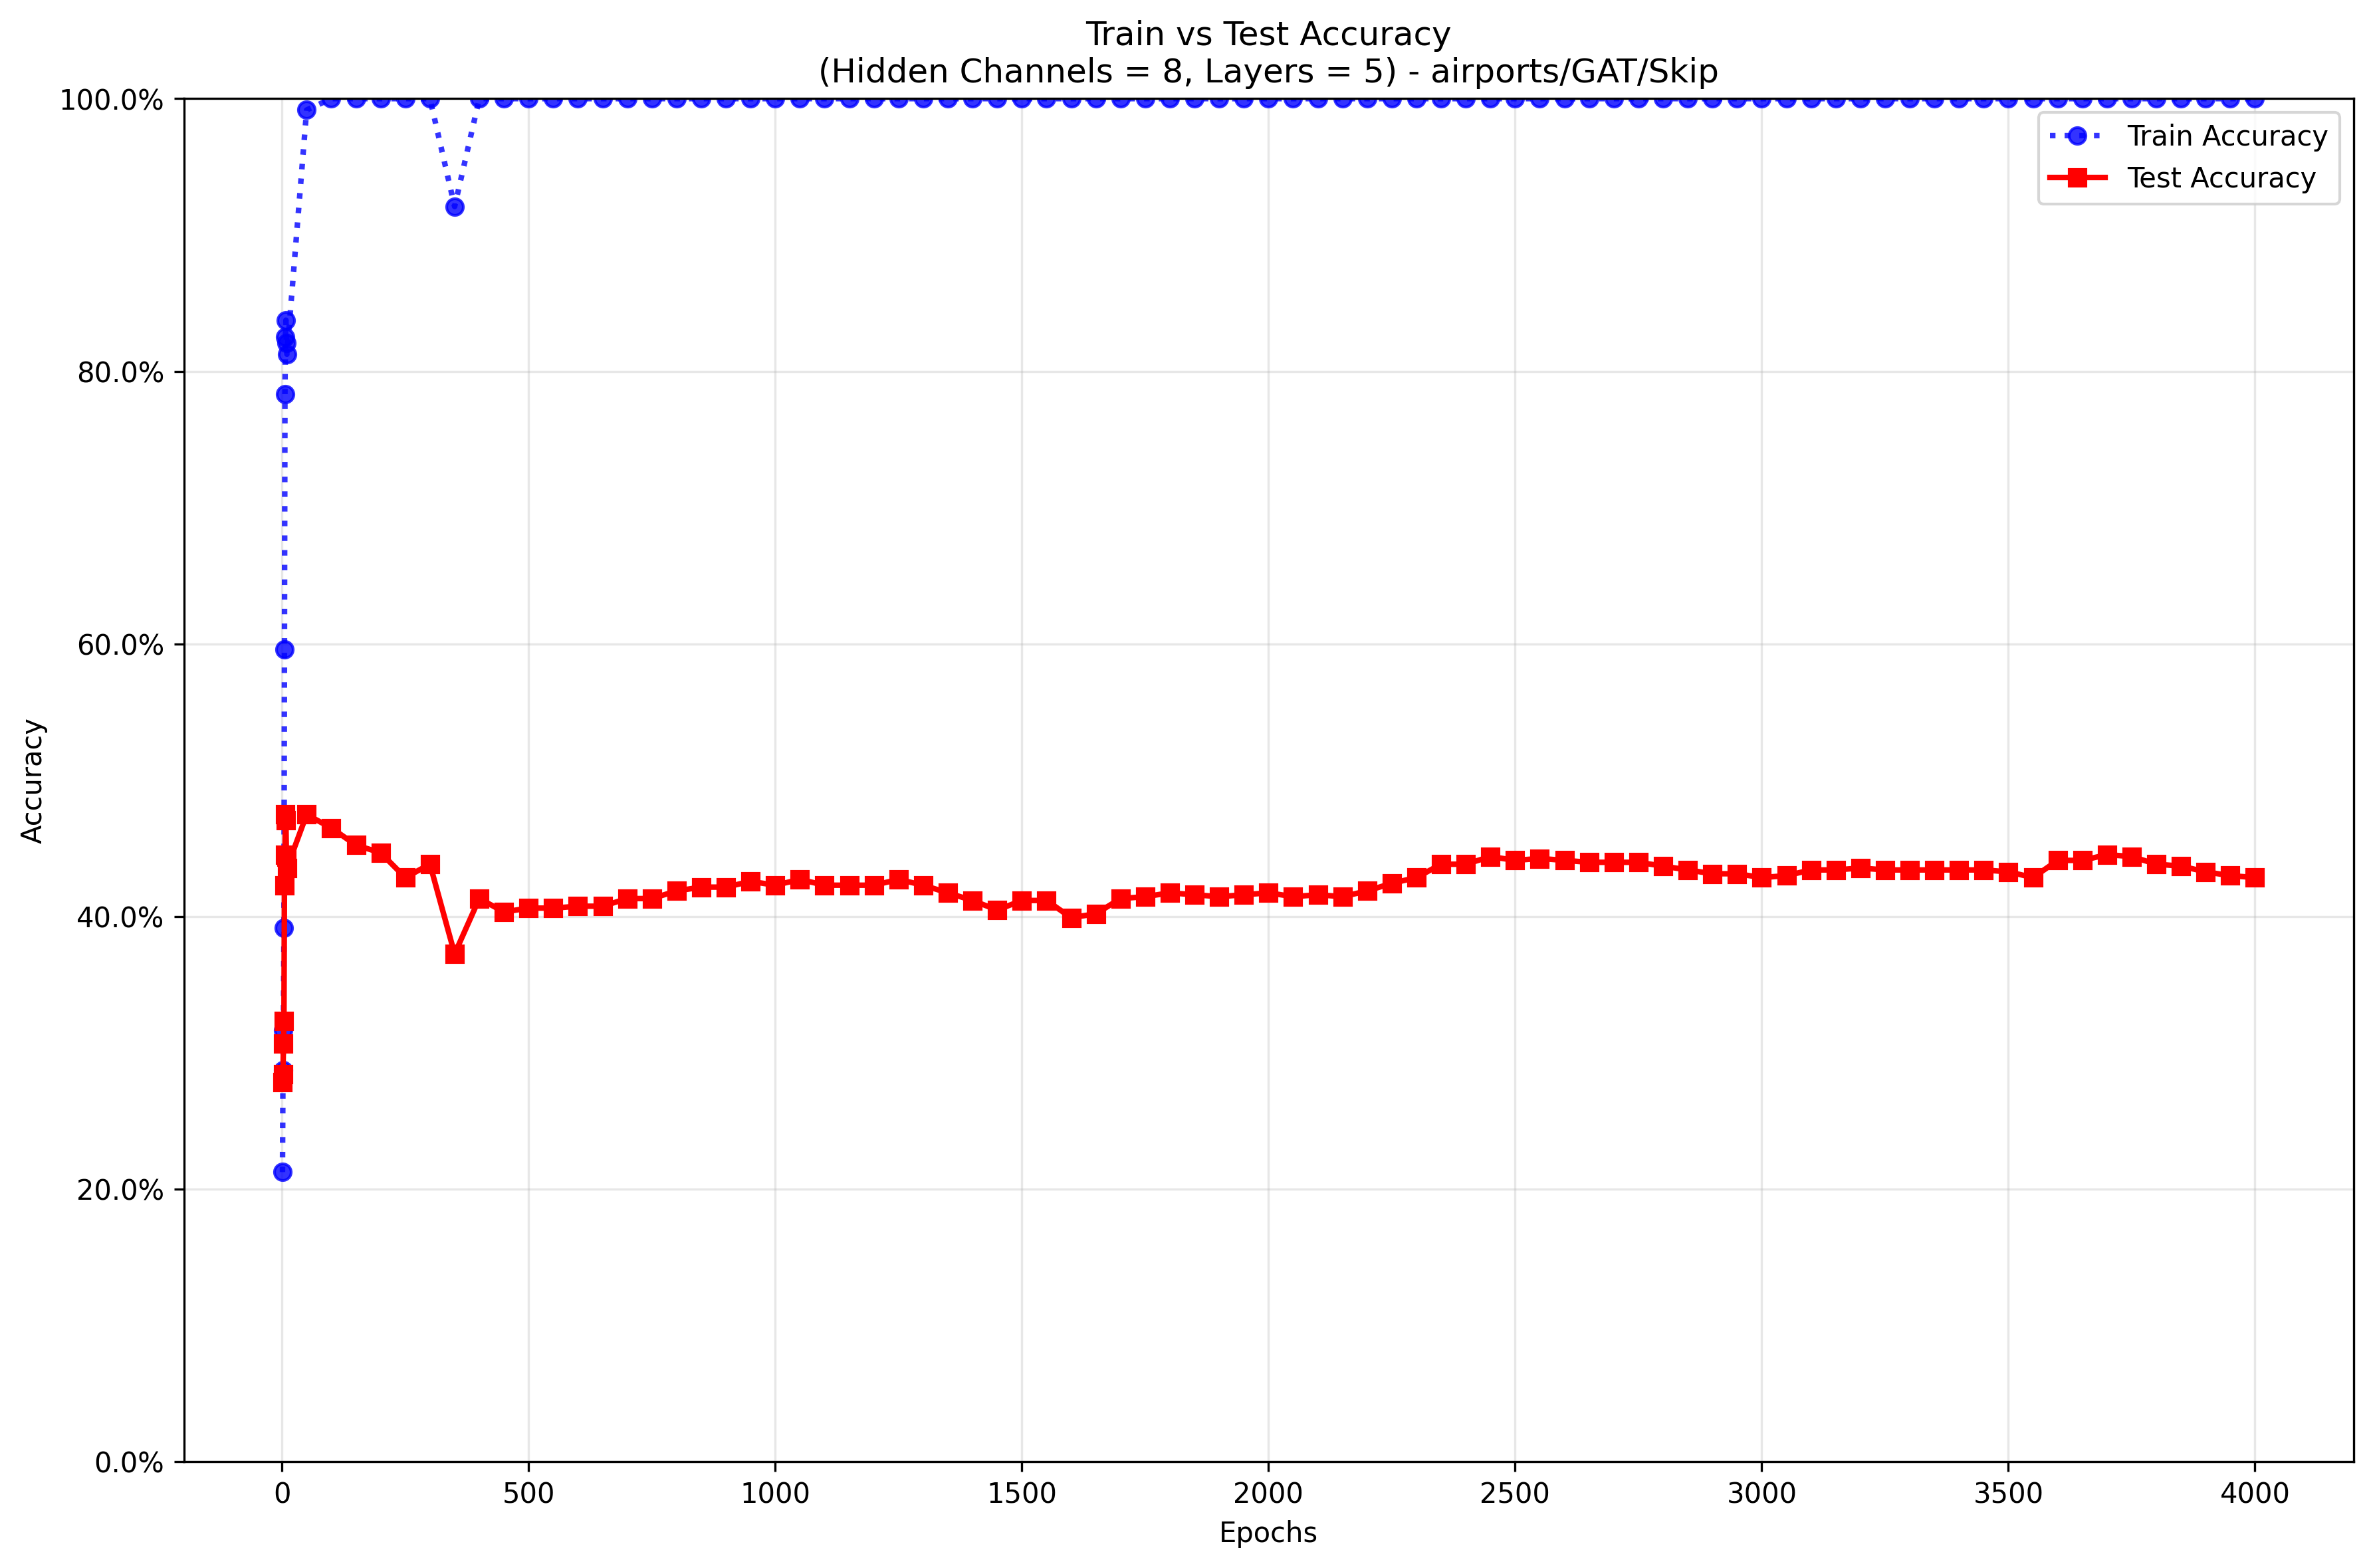 Train vs Test Accuracy
(Hidden Channels = 8, Layers = 5) - airports/GAT/Skip
100.0%
80.0%
60.0%
40.0%
20.0%
0.0%
Accuracy
Train Accuracy
Test Accuracy
0 500 1000 1500 2000 2500 3000 3500 4000
Epochs